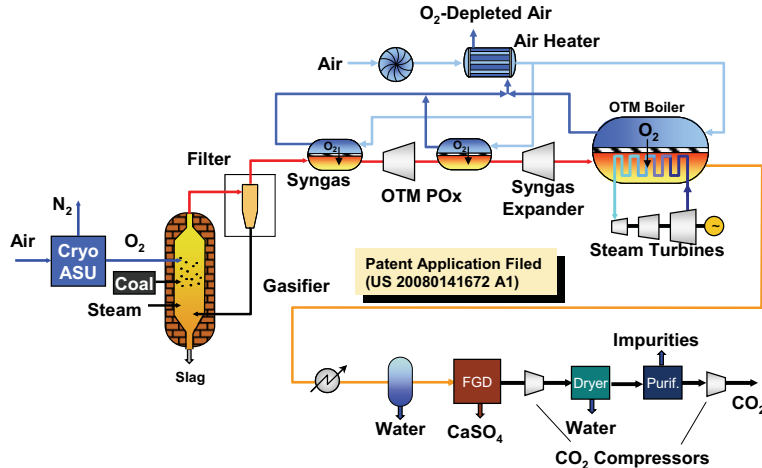 O2-Depleted Air
Air Heater
Air
OTM Boiler
O2
O2
O2
Filter
Syngas
OTM POx
Syngas
Expander
N2
Steam Turbines
~
Air
O2
Cryo
ASU
Patent Application Filed
(US 20080141672 A1)
Coal
Gasifier
Steam
Impurities
Slag
FGD
Dryer
Purif.
CO2
Water
CaSO4
Water
CO2 Compressors